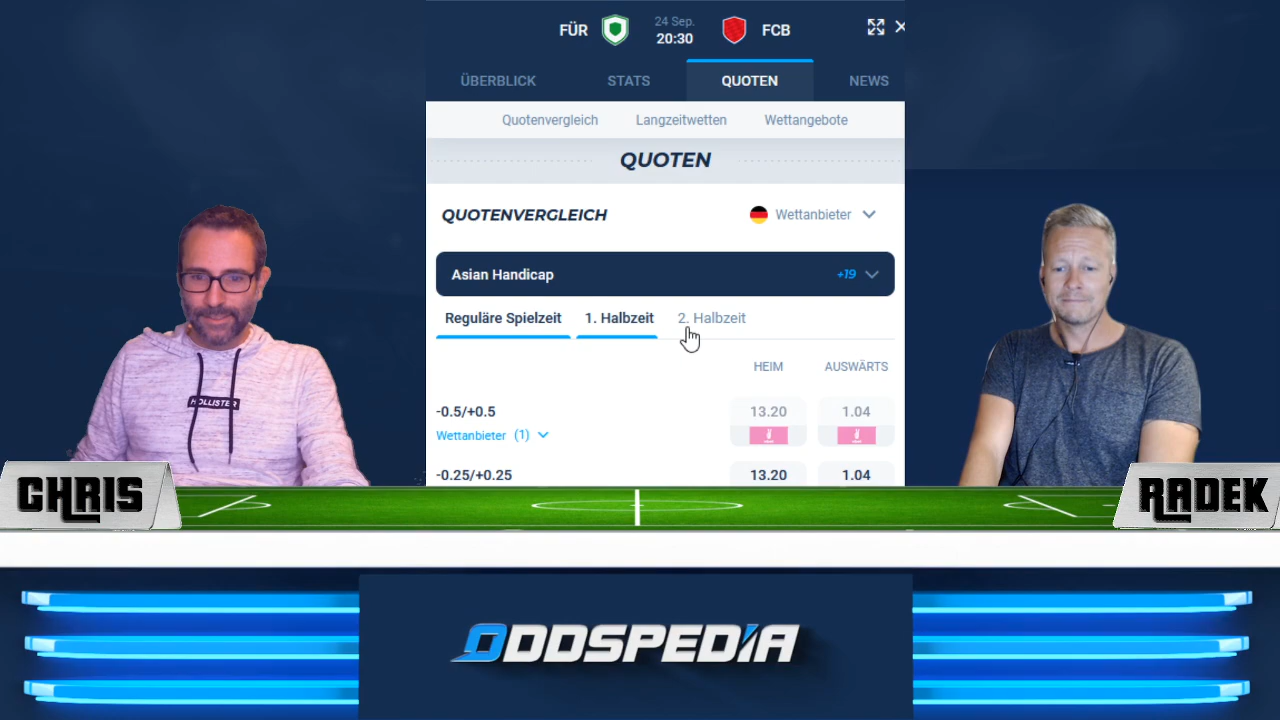 FÜR 24 Sep. 20:30 FCB
ÜBERBLICK STATS QUOTEN NEWS
Quotenvergleich Langzeitwetten Wettangebote
QUOTEN
QUOTENVERGLEICH Wettanbieter
Asian Handicap +19
Reguläre Spielzeit 1. Halbzeit 2. Halbzeit
HEIM AUSWÄRTS
-0.5/+0.5 13.20 1.04
Wettanbieter (1)
-0.25/+0.25 13.20 1.04
HOLLISTER
CHRIS
RADEK
ODDSPEDIA